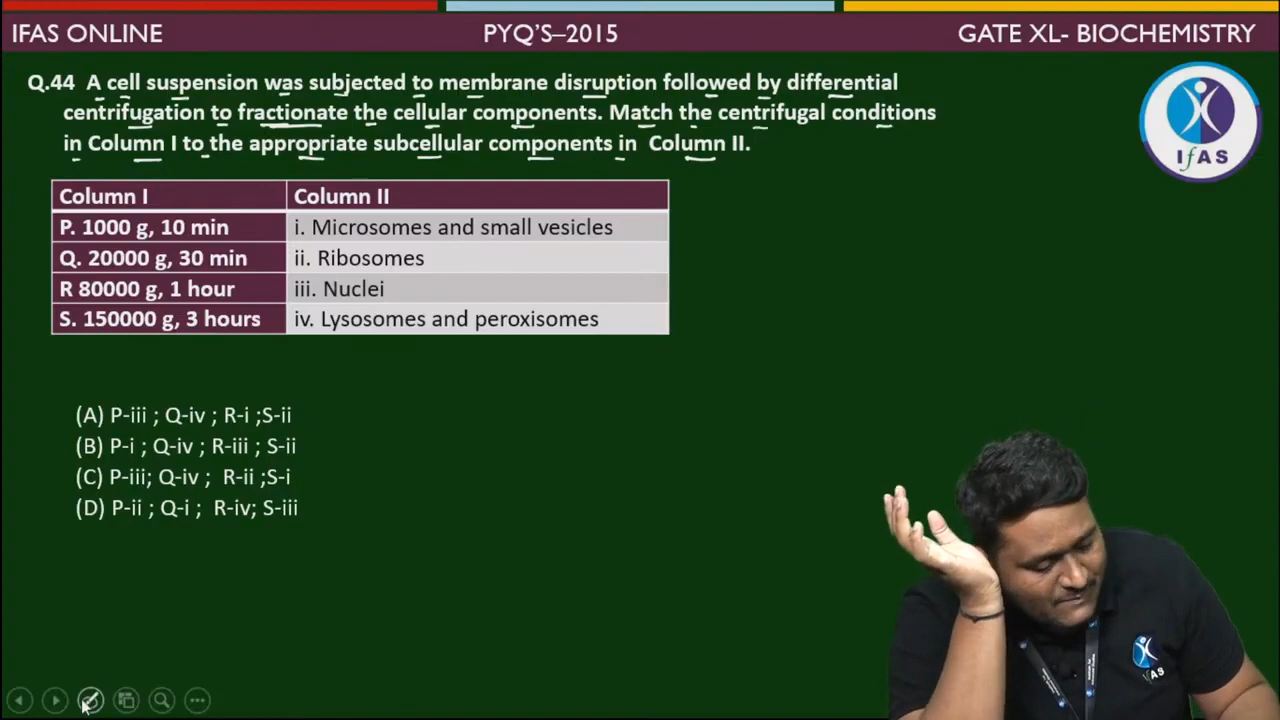 IFAS ONLINE
PYQ'S–2015
GATE XL- BIOCHEMISTRY
Q.44 A cell suspension was subjected to membrane disruption followed by differential
centrifugation to fractionate the cellular components. Match the centrifugal conditions
in Column I to the appropriate subcellular components in Column II.
IfAS
Column I Column II
P. 1000 g, 10 min i. Microsomes and small vesicles
Q. 20000 g, 30 min ii. Ribosomes
R 80000 g, 1 hour iii. Nuclei
S. 150000 g, 3 hours iv. Lysosomes and peroxisomes
(A) P-iii ; Q-iv ; R-i ;S-ii
(B) P-i ; Q-iv ; R-iii ; S-ii
(C) P-iii; Q-iv ; R-ii ;S-i
(D) P-ii ; Q-i ; R-iv; S-iii
IfAS